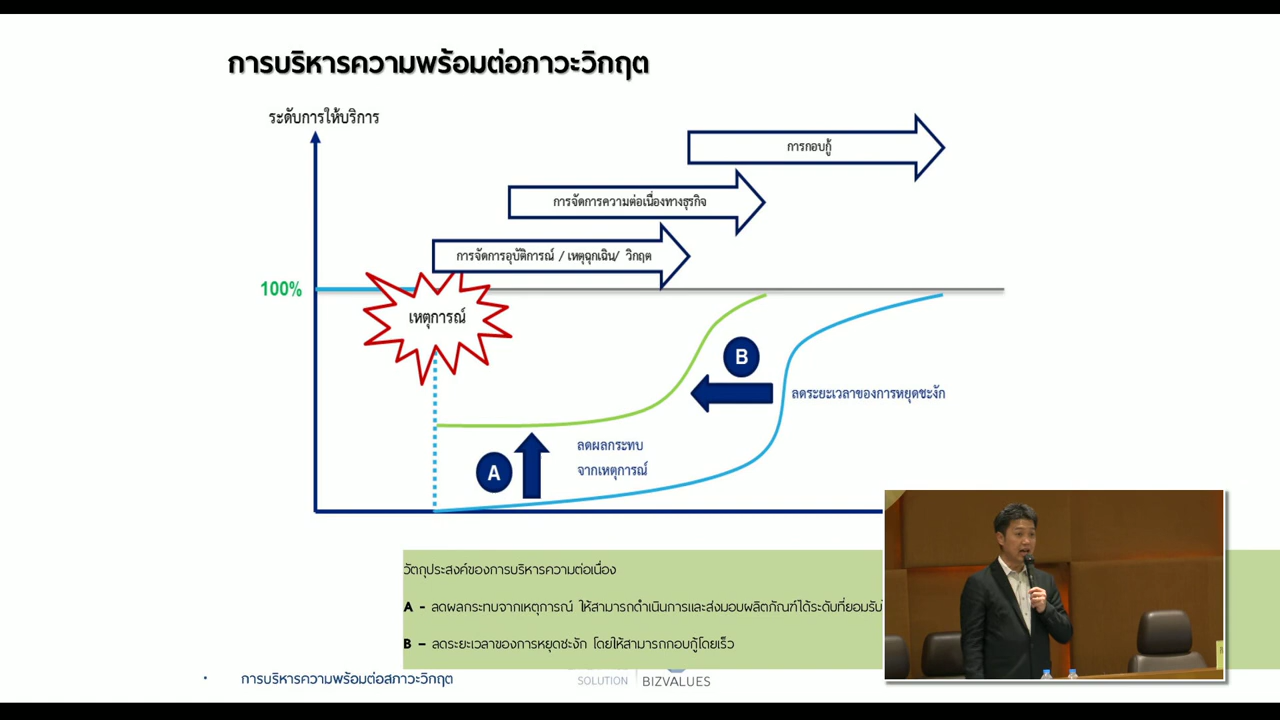 การบริหารความพร้อมต่อภาวะวิกฤต
ระดับการให้บริการ
การกอบกู้
การจัดการความต่อเนื่องทางธุรกิจ
การจัดการอุบัติการณ์ / เหตุฉุกเฉิน/ วิกฤต
100%
เหตุการณ์
B
ลดระยะเวลาของการหยุดชะงัก
A
ลดผลกระทบ
จากเหตุการณ์
วัตถุประสงค์ของการบริหารความต่อเนื่อง
A - ลดผลกระทบจากเหตุการณ์ ให้สามารถดำเนินการและส่งมอบผลิตภัณฑ์ได้ระดับที่ยอมรับ
B – ลดระยะเวลาของการหยุดชะงัก โดยให้สามารถกอบกู้โดยเร็ว
• การบริหารความพร้อมต่อสภาวะวิกฤต
SOLUTION
BIZVALUES